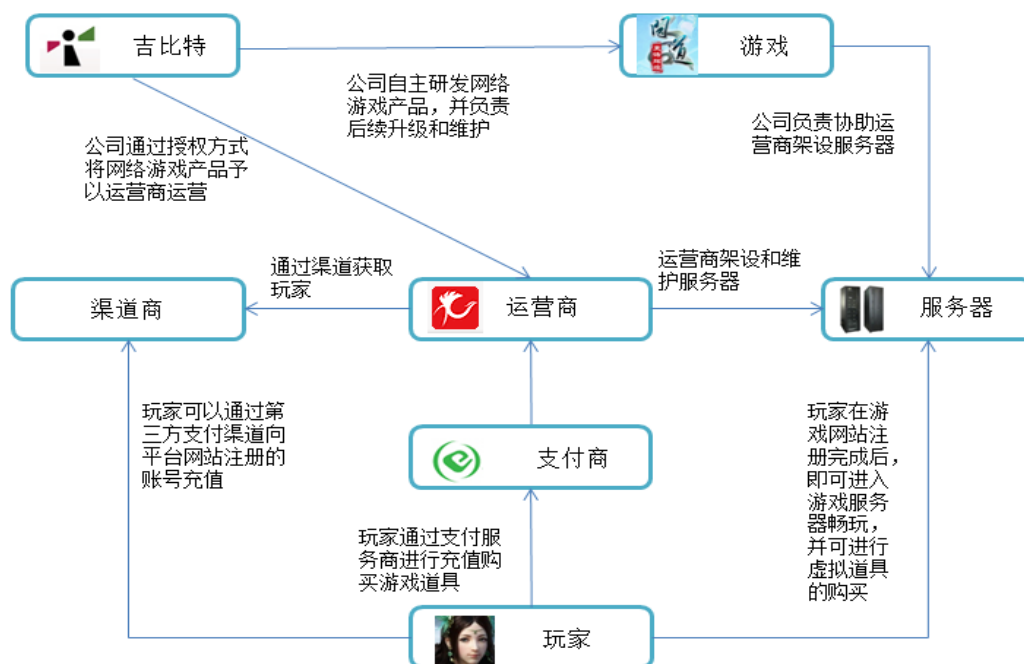 吉比特
问道
游戏
公司自主研发网络
游戏产品，并负责
后续升级和维护
公司负责协助运
营商架设服务器
公司通过授权方式
将网络游戏产品予
以运营商运营
通过渠道获取
玩家
运营商架设和维
护服务器
渠道商
运营商
服务器
玩家可以通过第
三方支付渠道向
平台网站注册的
账号充值
支付商
玩家在游
戏网站注
册完成后，
即可进入
游戏服务
器畅玩，
并可进行
虚拟道具
的购买
玩家通过支付服
务商进行充值购
买游戏道具
玩家